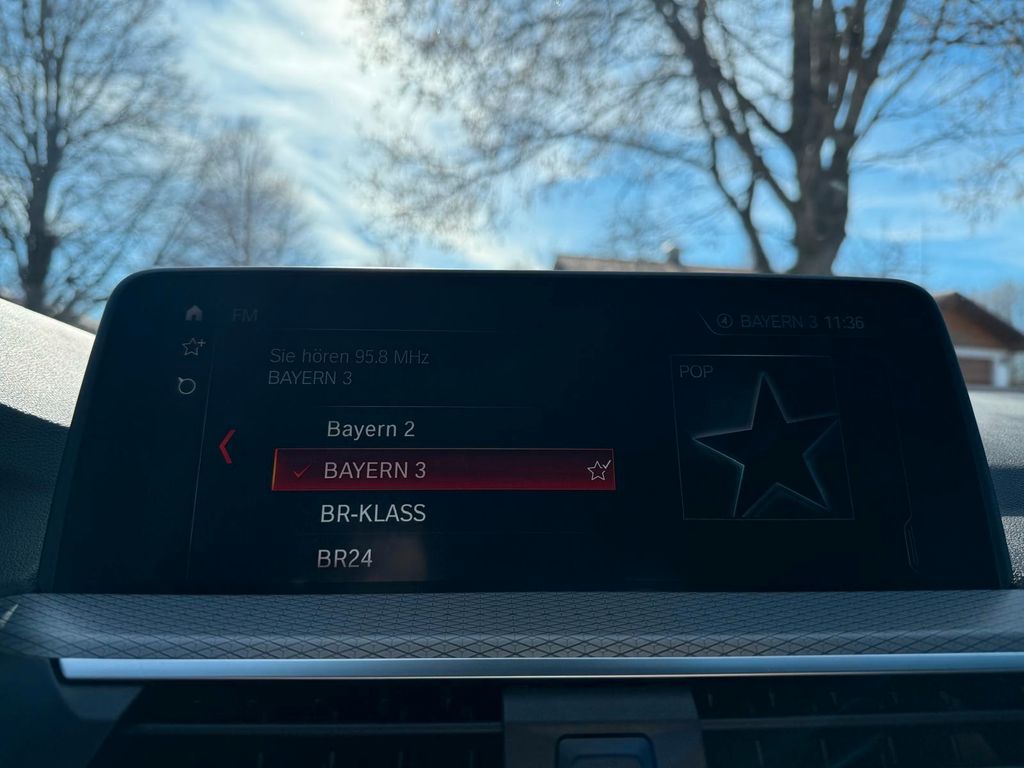 FM
BAYERN 3 11:36
Sie hören 95.8 MHz
BAYERN 3
POP
Bayern 2
BAYERN 3
BR-KLASS
BR24